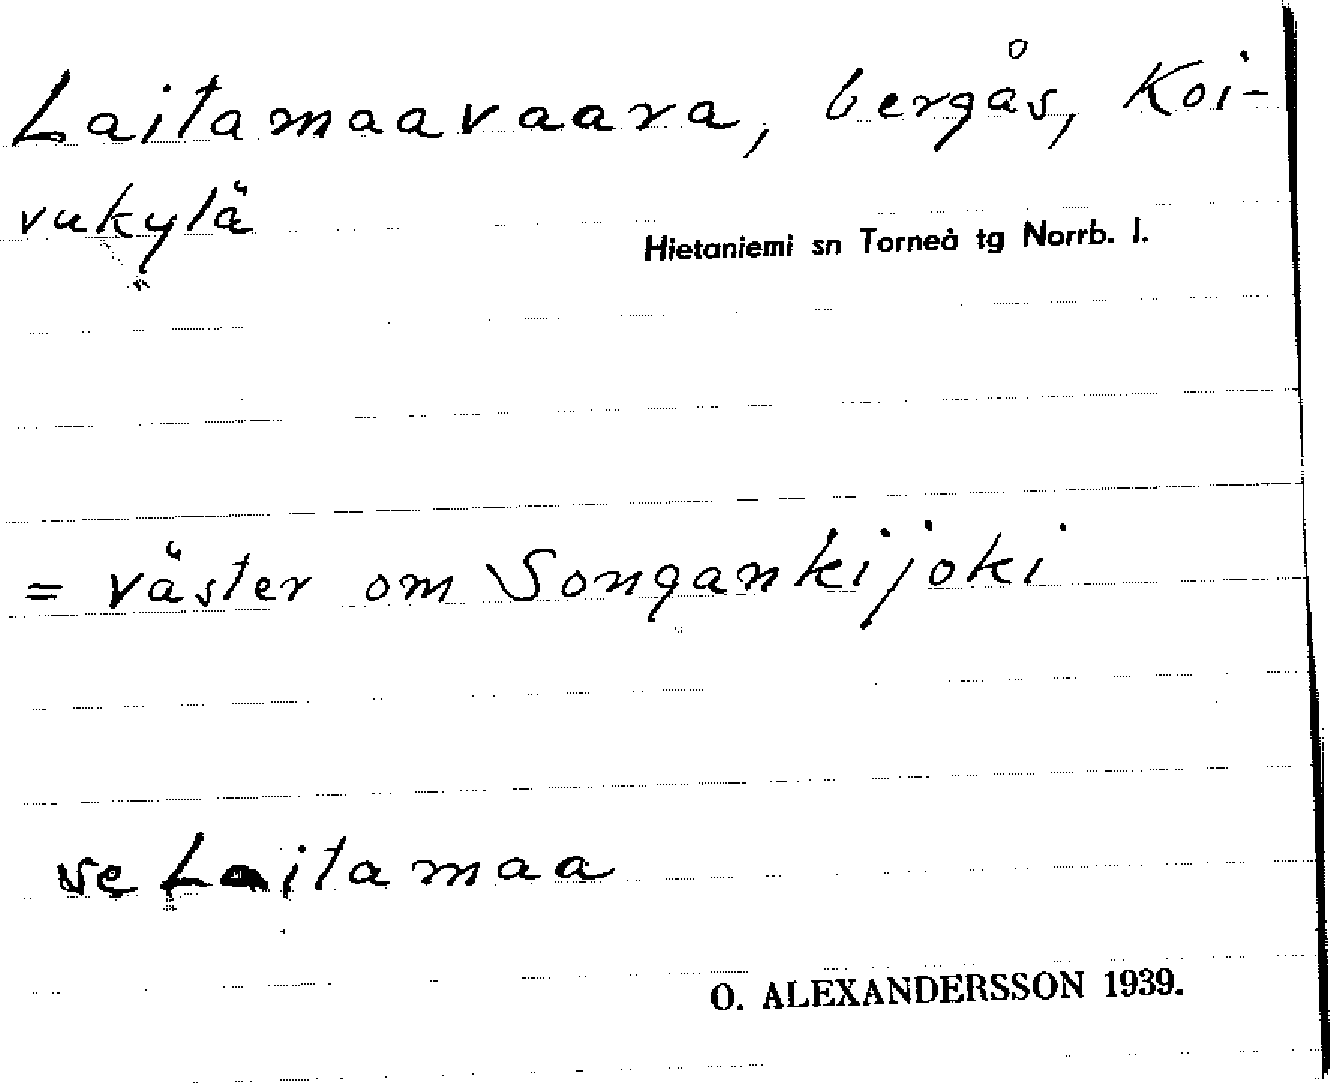 Laitamaavaara, bergås, Koi-
vukylä
Hietaniemi sn Torneå tg Norrb. l.
= väster om Songankijoki
se Laitamaa
O. ALEXANDERSSON 1939.